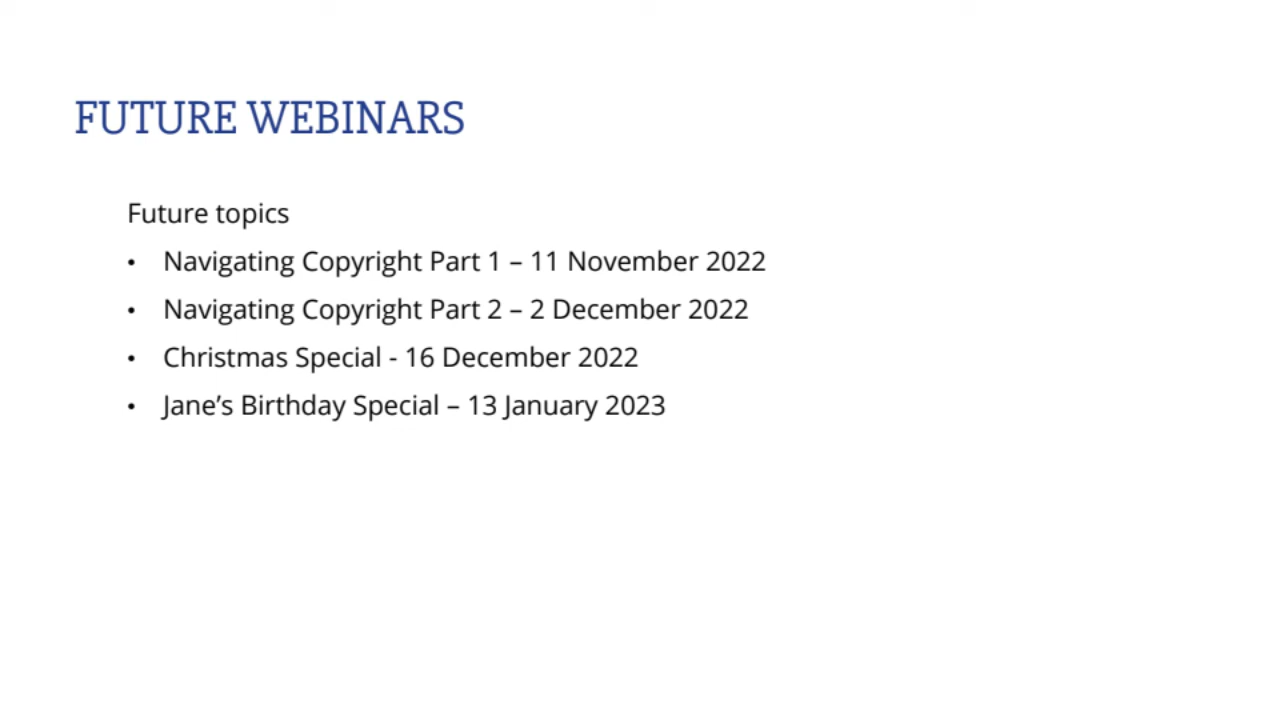 FUTURE WEBINARS
Future topics
• Navigating Copyright Part 1 – 11 November 2022
• Navigating Copyright Part 2 – 2 December 2022
• Christmas Special - 16 December 2022
• Jane’s Birthday Special – 13 January 2023